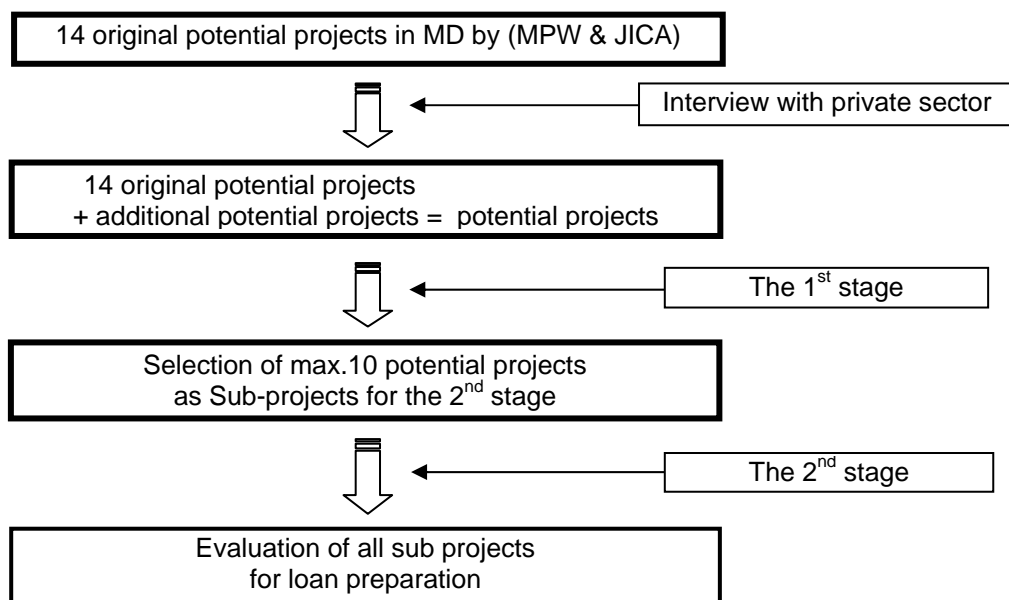 14 original potential projects in MD by (MPW & JICA)
Interview with private sector
14 original potential projects
+ additional potential projects = potential projects
The 1st stage
Selection of max.10 potential projects
as Sub-projects for the 2nd stage
The 2nd stage
Evaluation of all sub projects
for loan preparation